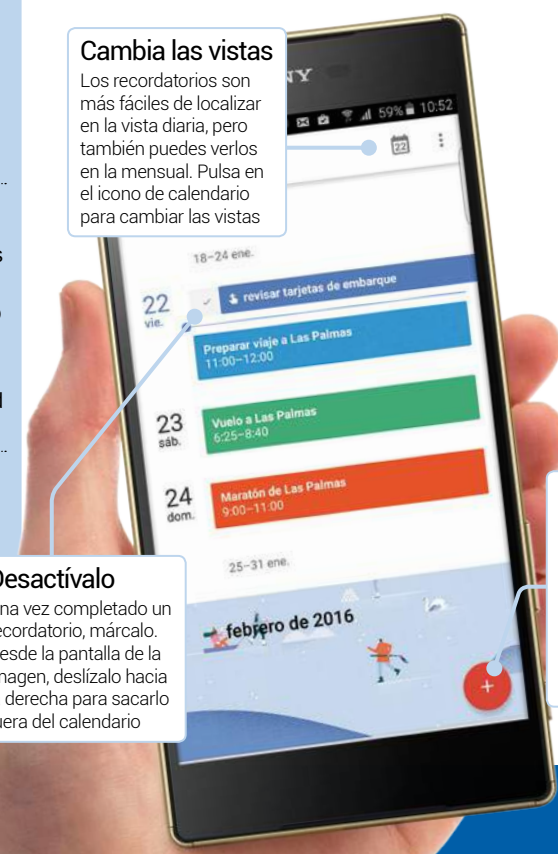 Cambia las vistas
Los recordatorios son
más fáciles de localizar
en la vista diaria, pero
también puedes verlos
en la mensual. Pulsa en
el icono de calendario
para cambiar las vistas
59% 10:52
22
18-24 ene.
22
vie.
revisar tarjetas de embarque
Preparar viaje a Las Palmas
11:00-12:00
23
sáb.
Vuelo a Las Palmas
6:25-8:40
24
dom.
Maratón de Las Palmas
9:00-11:00
25-31 ene.
febrero de 2016
Desactívalo
na vez completado un
ecordatorio, márcalo.
esde la pantalla de la
magen, deslízalo hacia
derecha para sacarlo
uera del calendario